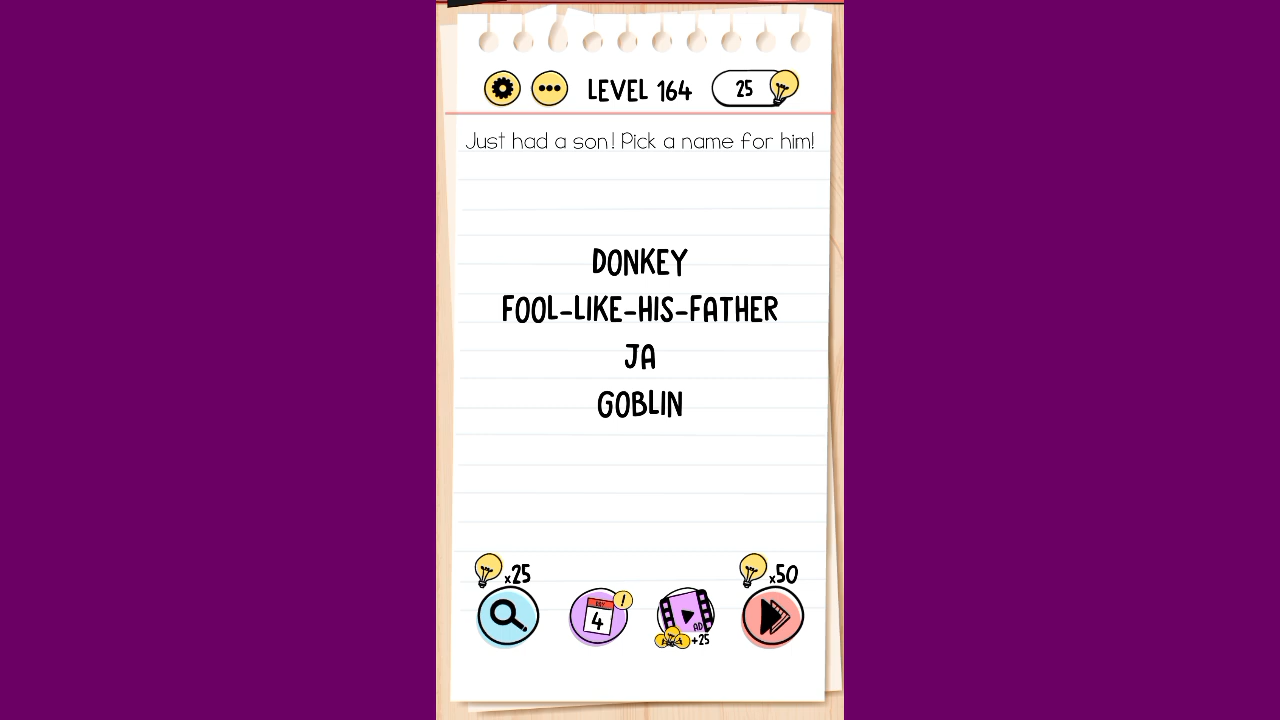 LEVEL 164
25
Just had a son! Pick a name for him!
DONKEY
FOOL-LIKE-HIS-FATHER
JA
GOBLIN
x25
x50
4
!
AD
+25